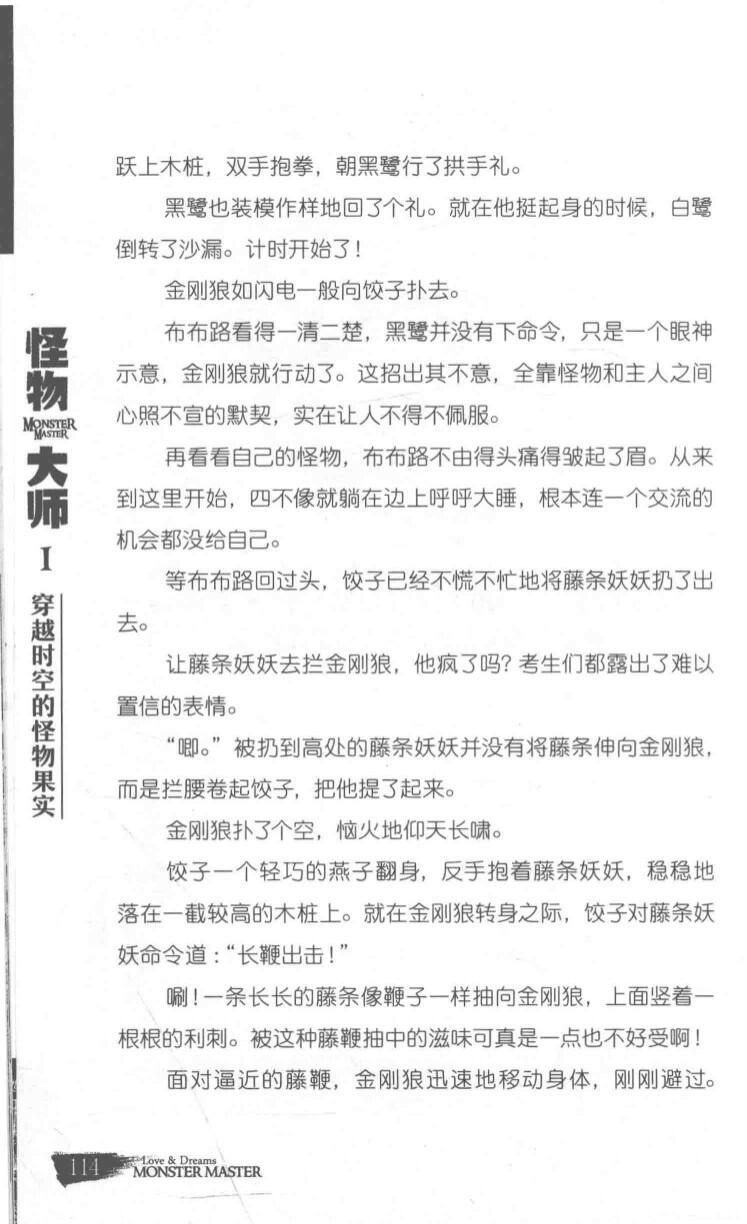 跃上木桩，双手抱拳，朝黑鹭行了拱手礼。
黑鹭也装模作样地回了个礼。就在他挺起身的时候，白鹭
倒转了沙漏。计时开始了！
金刚狼如闪电一般向饺子扑去。
布布路看得一清二楚，黑鹭并没有下命令，只是一个眼神
示意，金刚狼就行动了。这招出其不意，全靠怪物和主人之间
心照不宣的默契，实在让人不得不佩服。
再看看自己的怪物，布布路不由得头痛得皱起了眉。从来
到这里开始，四不像就躺在边上呼呼大睡，根本连一个交流的
机会都没给自己。
等布布路回过头，饺子已经不慌不忙地将藤条妖妖扔了出
去。
让藤条妖妖去拦金刚狼，他疯了吗？考生们都露出了难以
置信的表情。
“唧。”被扔到高处的藤条妖妖并没有将藤条伸向金刚狼，
而是拦腰卷起饺子，把他提了起来。
金刚狼扑了个空，恼火地仰天长啸。
饺子一个轻巧的燕子翻身，反手抱着藤条妖妖，稳稳地
落在一截较高的木桩上。就在金刚狼转身之际，饺子对藤条妖
妖命令道：“长鞭出击！”
唰！一条长长的藤条像鞭子一样抽向金刚狼，上面竖着一
根根的利刺。被这种藤鞭抽中的滋味可真是一点也不好受啊！
面对逼近的藤鞭，金刚狼迅速地移动身体，刚刚避过。
怪物
MONSTER
MASTER
大师
I
穿越时空的怪物果实
114
Love & Dreams
MONSTER MASTER